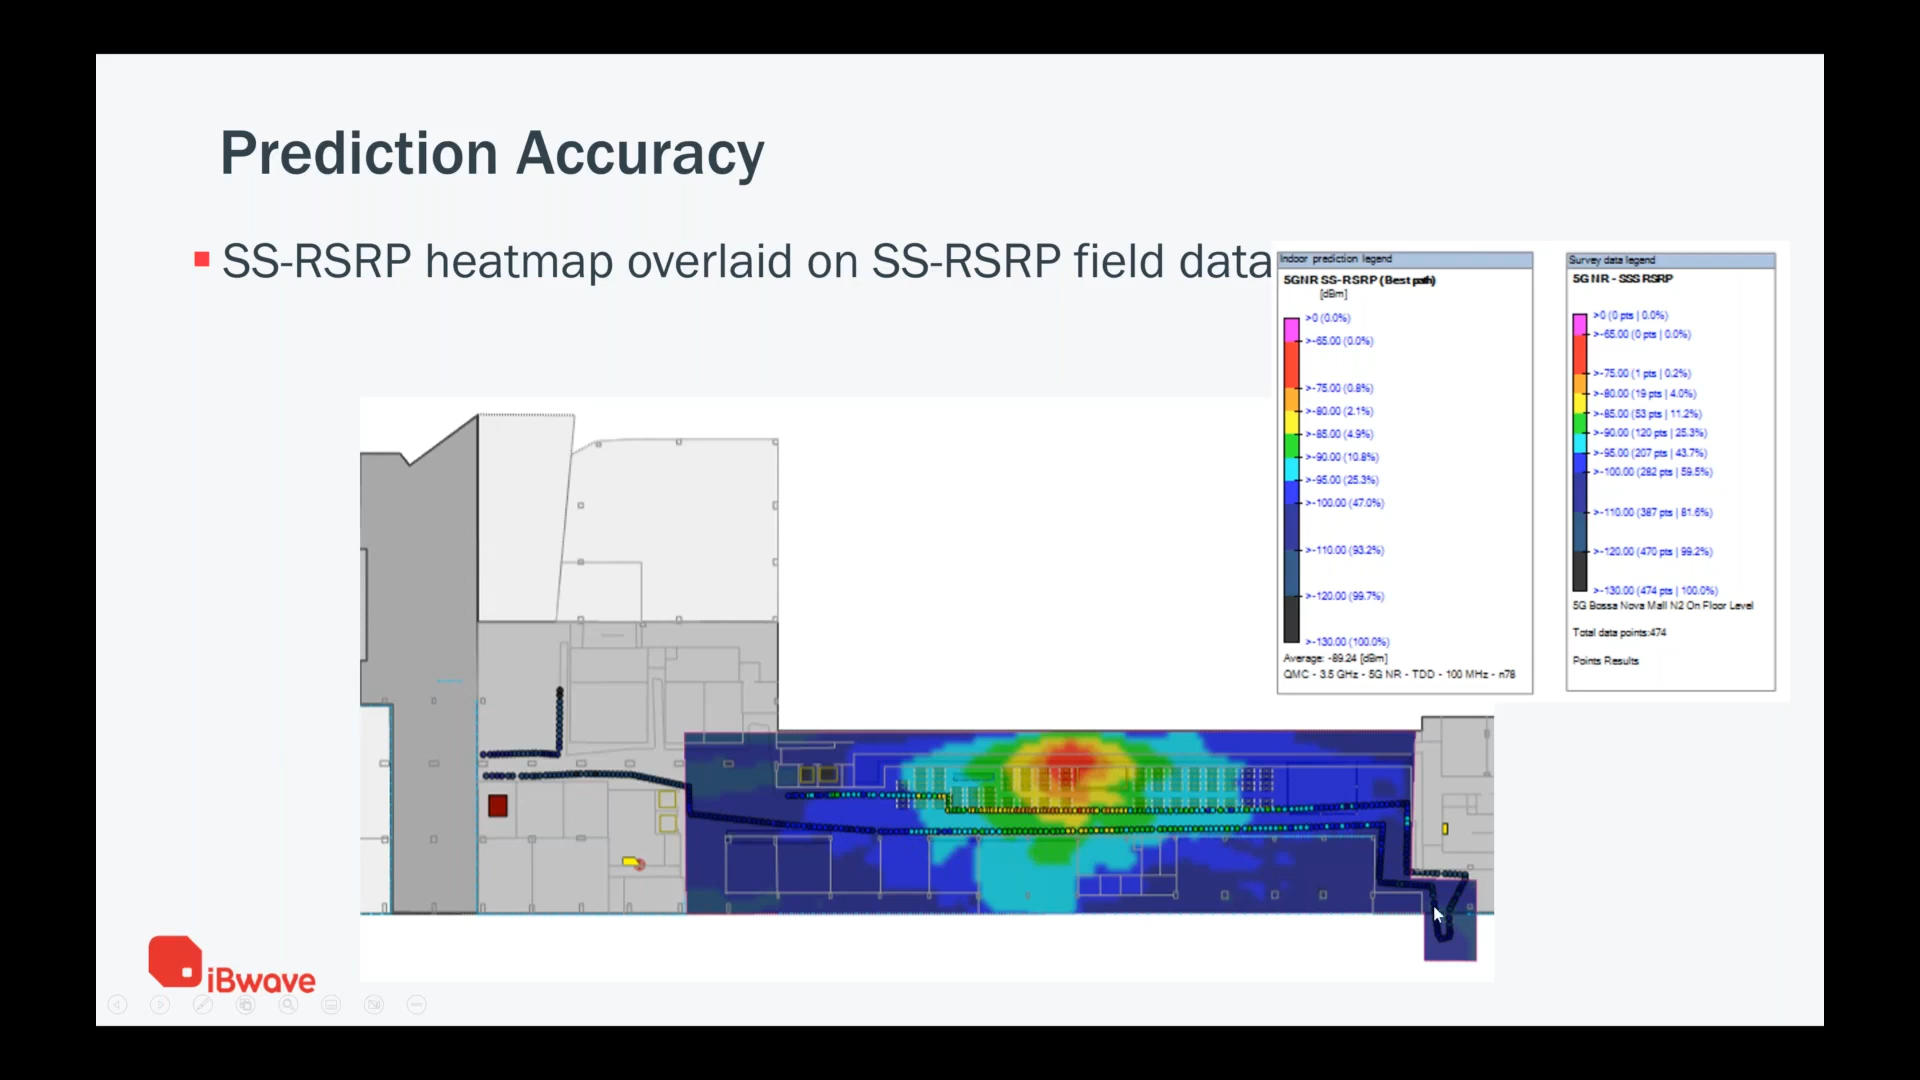 Prediction Accuracy
SS-RSRP heatmap overlaid on SS-RSRP field data
Indoor prediction legend
5GNR SS-RSRP (Best path)
[dBm]
>0 (0.0%)
>-65.00 (0.0%)
>-75.00 (0.8%)
>-80.00 (2.1%)
>-85.00 (4.9%)
>-90.00 (10.8%)
>-95.00 (25.3%)
>-100.00 (47.0%)
>-110.00 (93.2%)
>-120.00 (99.7%)
>-130.00 (100.0%)
Average: -89.24 [dBm]
QMC - 3.5 GHz - 5G NR - TDD - 100 MHz - n78
Survey data legend
5G NR - SSS RSRP
>0 (0 pts | 0.0%)
>-65.00 (0 pts | 0.0%)
>-75.00 (1 pts | 0.2%)
>-80.00 (19 pts | 4.0%)
>-85.00 (53 pts | 11.2%)
>-90.00 (120 pts | 25.3%)
>-95.00 (207 pts | 43.7%)
>-100.00 (282 pts | 59.5%)
>-110.00 (387 pts | 81.6%)
>-120.00 (470 pts | 99.2%)
>-130.00 (474 pts | 100.0%)
5G Bossa Nova Mall N2 On Floor Level
Total data points:474
Points Results
iBwave